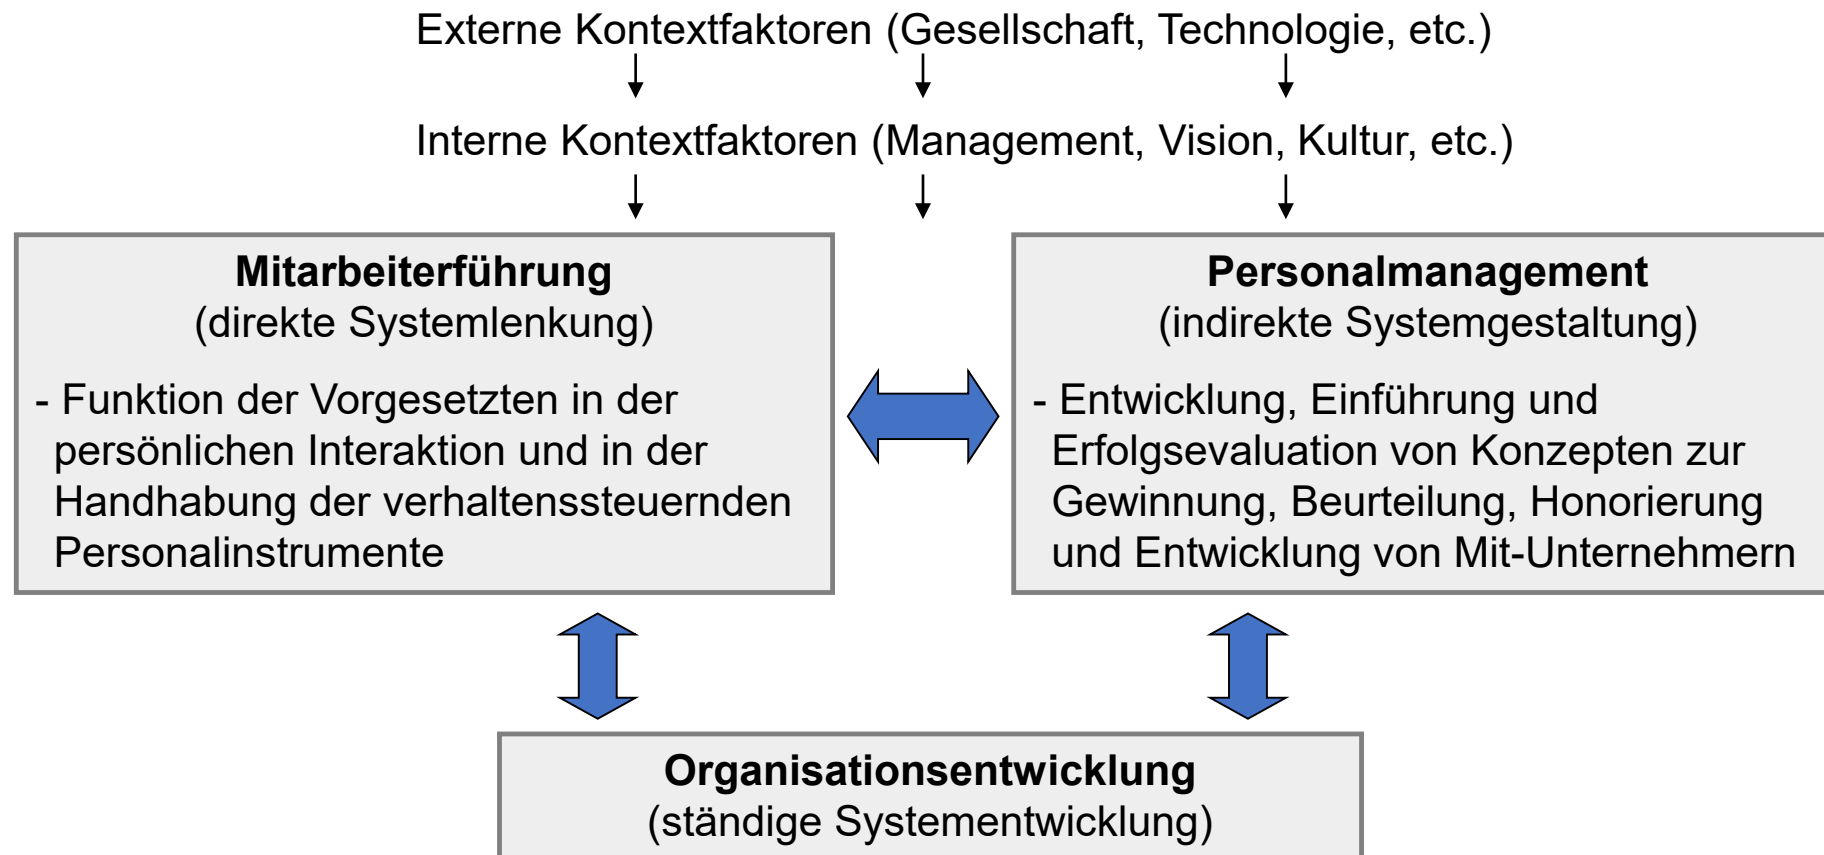 Externe Kontextfaktoren (Gesellschaft, Technologie, etc.)
Interne Kontextfaktoren (Management, Vision, Kultur, etc.)
Mitarbeiterführung
(direkte Systemlenkung)
- Funktion der Vorgesetzten in der
persönlichen Interaktion und in der
Handhabung der verhaltenssteuernden
Personalinstrumente
Personalmanagement
(indirekte Systemgestaltung)
- Entwicklung, Einführung und
Erfolgsevaluation von Konzepten zur
Gewinnung, Beurteilung, Honorierung
und Entwicklung von Mit-Unternehmern
Organisationsentwicklung
(ständige Systementwicklung)